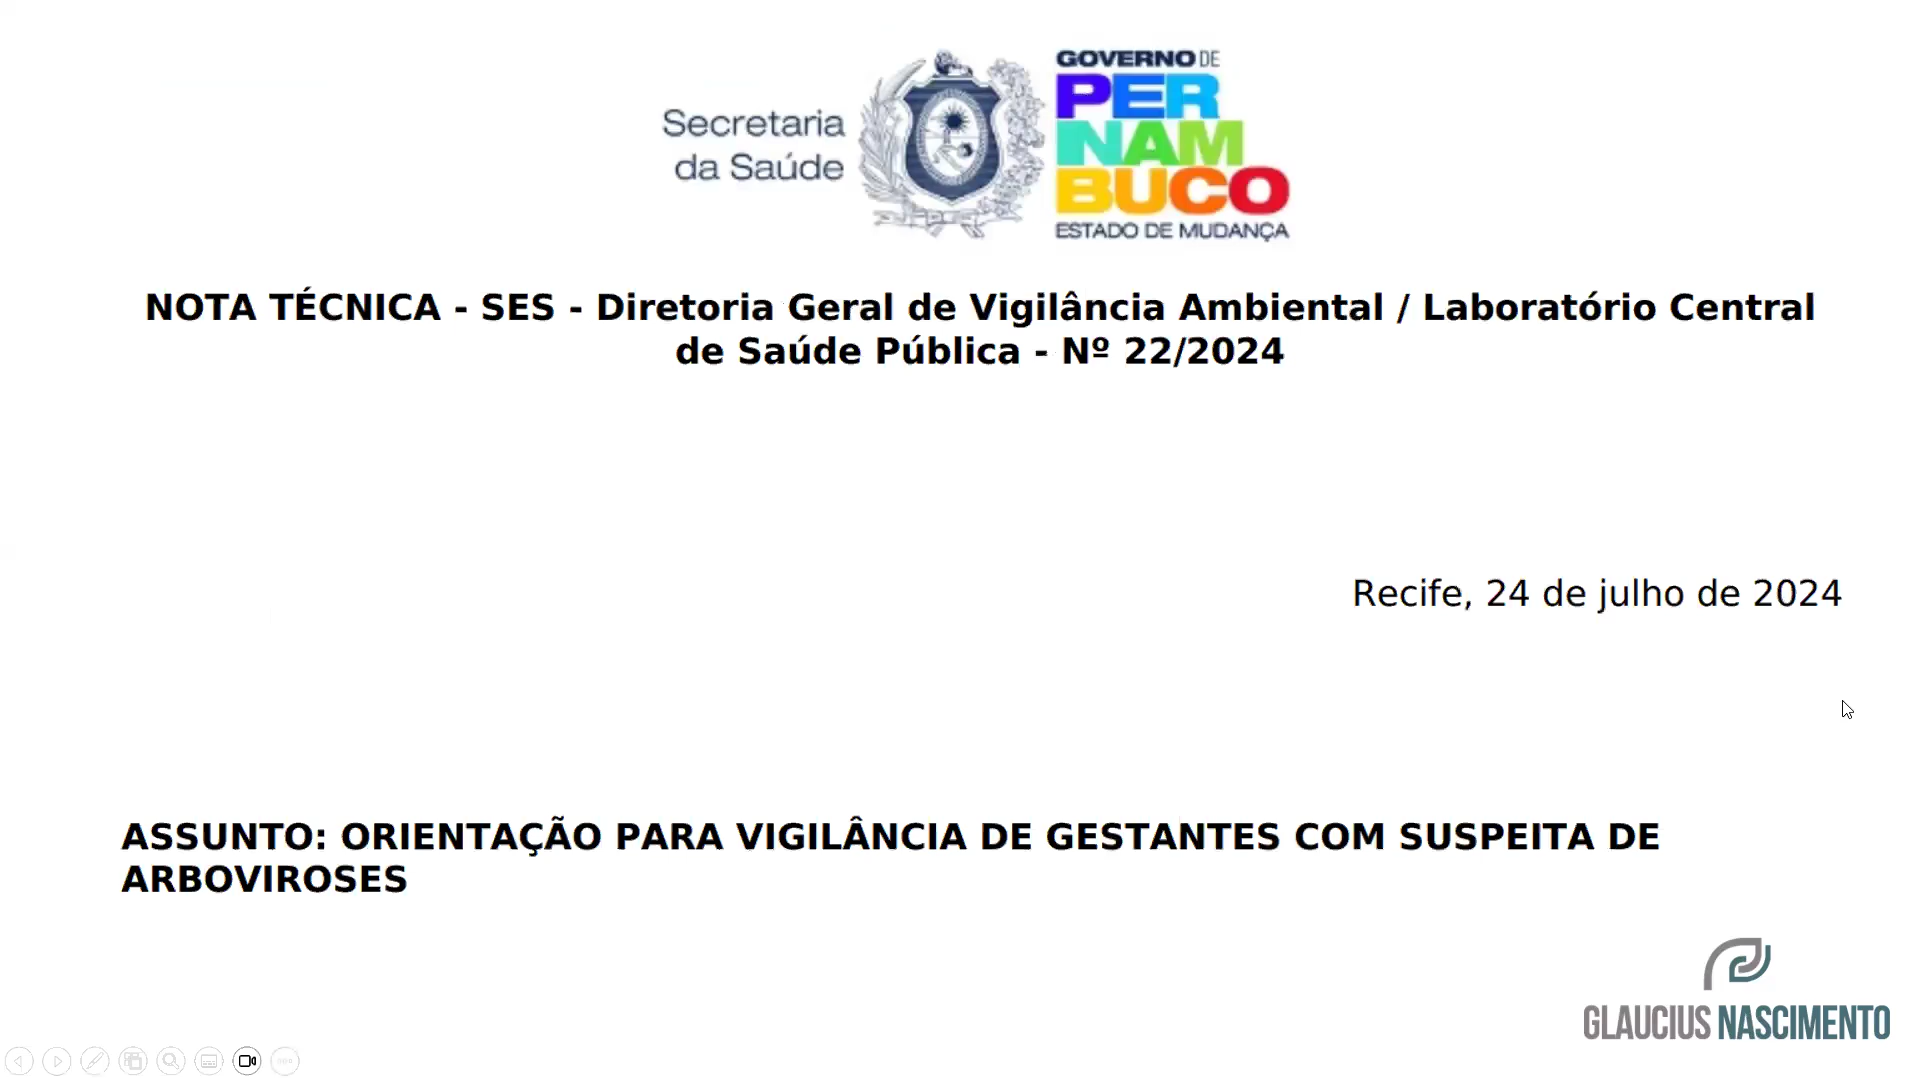 Secretaria
da Saúde
GOVERNO DE
PER
NAM
BUCO
ESTADO DE MUDANÇA
NOTA TÉCNICA - SES - Diretoria Geral de Vigilância Ambiental / Laboratório Central
de Saúde Pública - Nº 22/2024
Recife, 24 de julho de 2024
ASSUNTO: ORIENTAÇÃO PARA VIGILÂNCIA DE GESTANTES COM SUSPEITA DE
ARBOVIROSES
GLAUCIUS NASCIMENTO